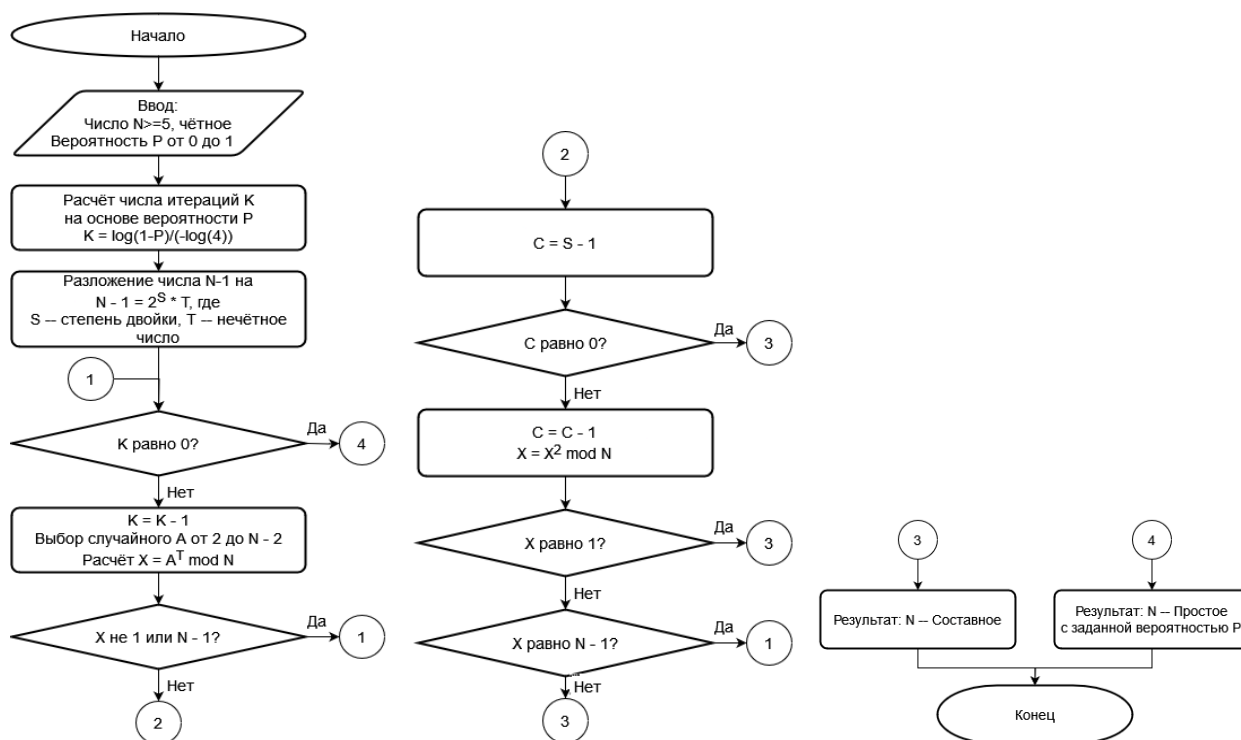 Начало
Ввод:
Число N>=5, чётное
Вероятность P от 0 до 1
Расчёт числа итераций K
на основе вероятности P
K = log(1-P)/(-log(4))
Разложение числа N-1 на
N - 1 = 2^S * T, где
S -- степень двойки, T -- нечётное
число
1
K равно 0?
Да
4
Нет
K = K - 1
Выбор случайного A от 2 до N - 2
Расчёт X = A^T mod N
X не 1 или N - 1?
Да
1
Нет
2
2
C = S - 1
C равно 0?
Да
3
Нет
C = C - 1
X = X^2 mod N
X равно 1?
Да
3
Нет
X равно N - 1?
Да
1
Нет
3
3
Результат: N -- Составное
4
Результат: N -- Простое
с заданной вероятностью P
Конец